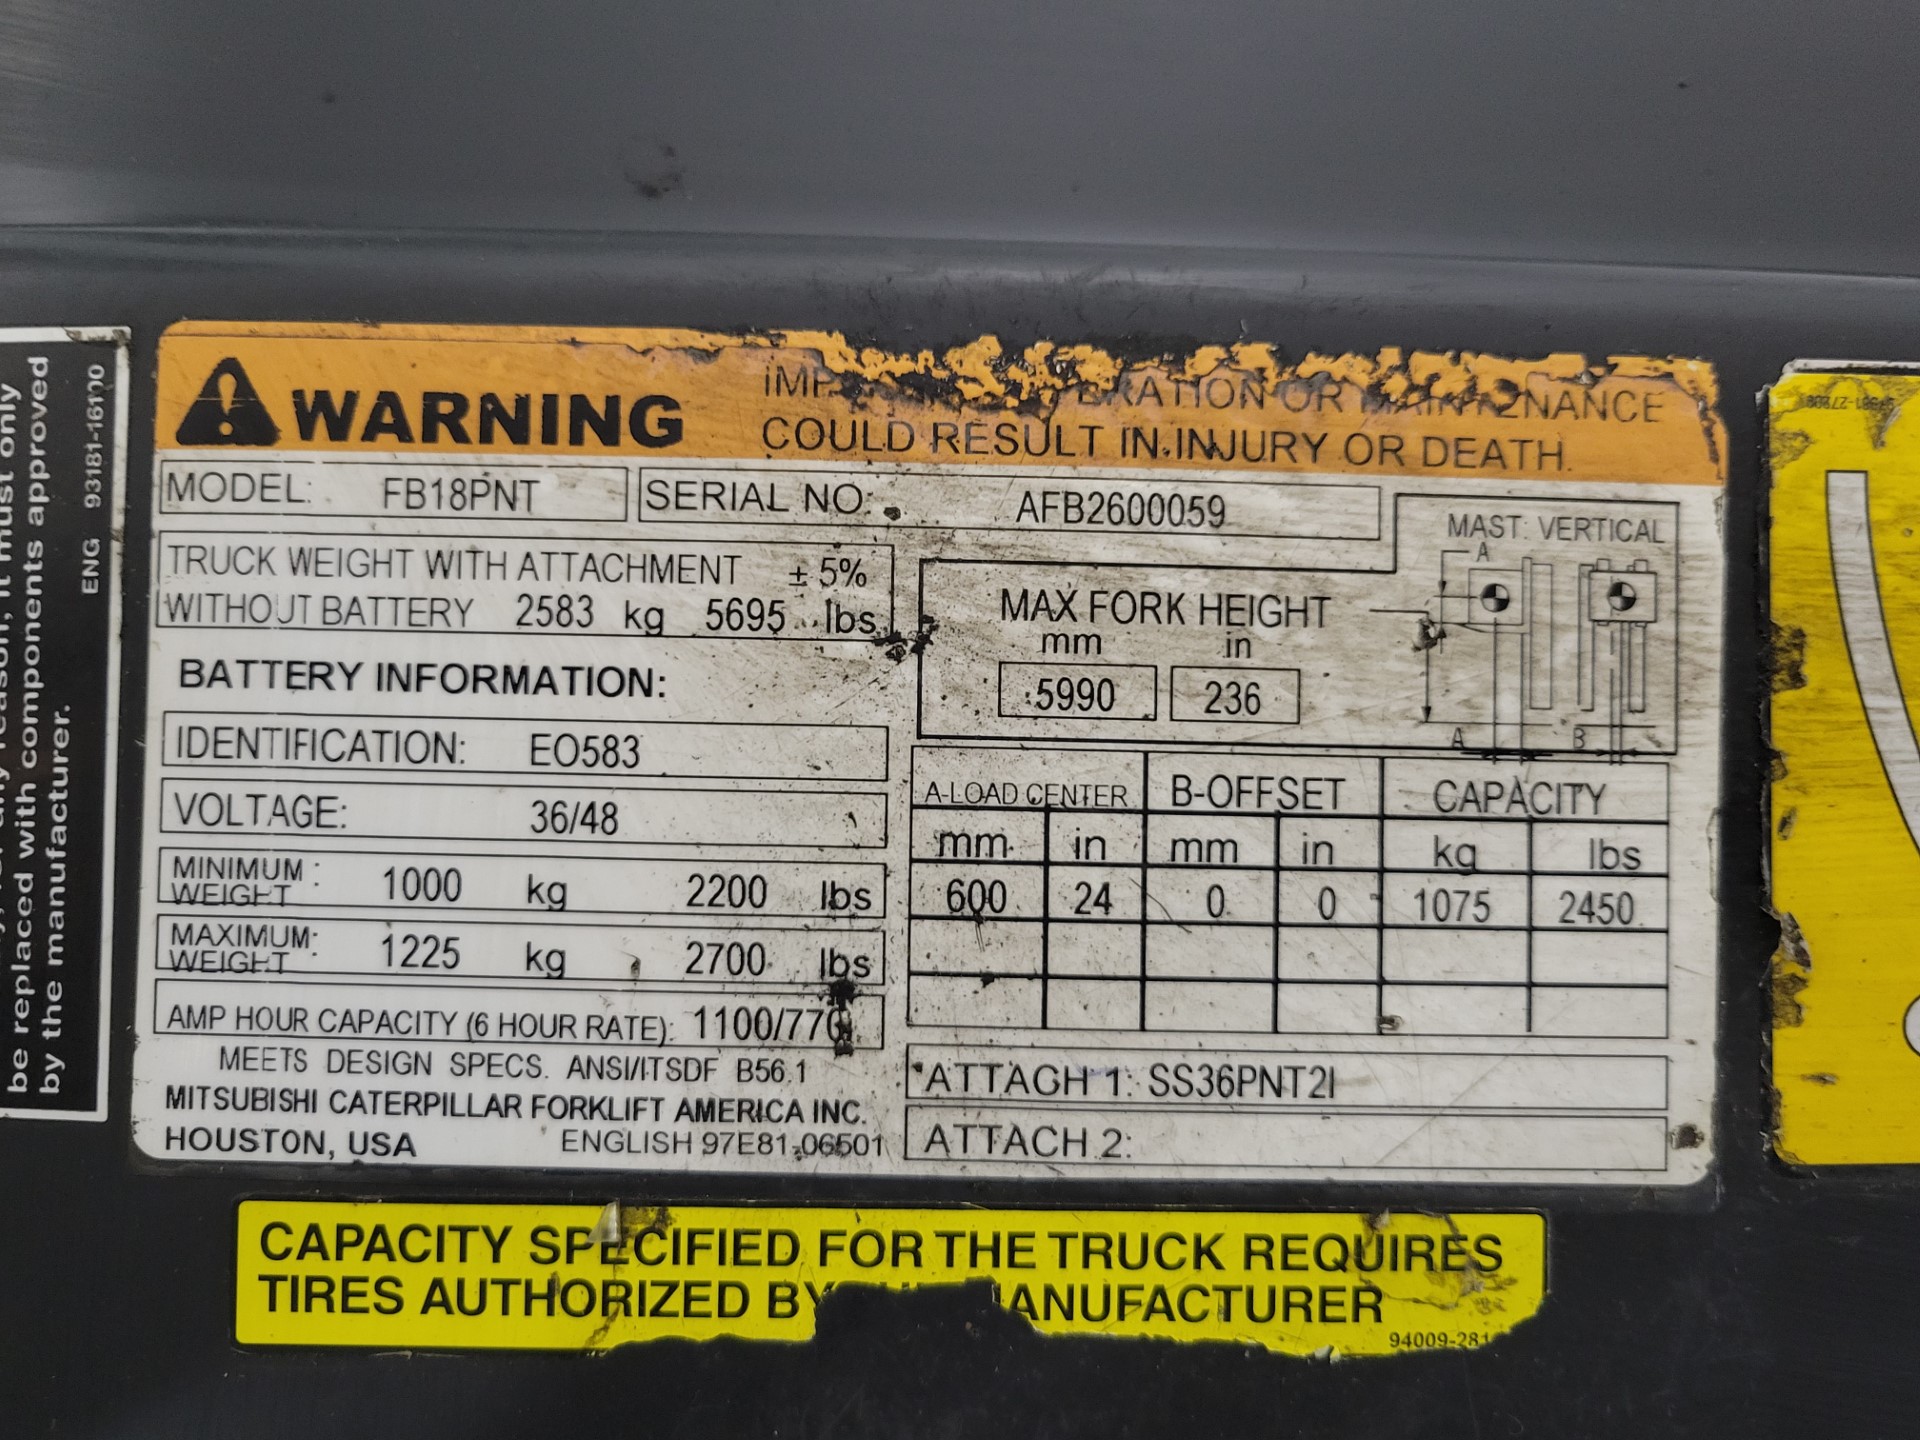 be replaced with components approved
by the manufacturer.
ENG 93181-16100
WARNING
OR MAINTENANCE
COULD RESULT IN INJURY OR DEATH.
MODEL: FB18PNT
SERIAL NO: AFB2600059
TRUCK WEIGHT WITH ATTACHMENT ± 5%
WITHOUT BATTERY 2583 kg 5695 lbs
BATTERY INFORMATION:
IDENTIFICATION: EO583
VOLTAGE: 36/48
MINIMUM WEIGHT : 1000 kg 2200 lbs
MAXIMUM WEIGHT : 1225 kg 2700 lbs
AMP HOUR CAPACITY (6 HOUR RATE): 1100/770
MEETS DESIGN SPECS. ANSI/ITSDF B56.1
MITSUBISHI CATERPILLAR FORKLIFT AMERICA INC.
HOUSTON, USA ENGLISH 97E81-06501
MAST: VERTICAL
A
MAX FORK HEIGHT
mm in
5990 236
A B
A-LOAD CENTER B-OFFSET CAPACITY
mm in mm in kg lbs
600 24 0 0 1075 2450
ATTACH 1: SS36PNT2I
ATTACH 2:
CAPACITY SPECIFIED FOR THE TRUCK REQUIRES
TIRES AUTHORIZED BY MANUFACTURER